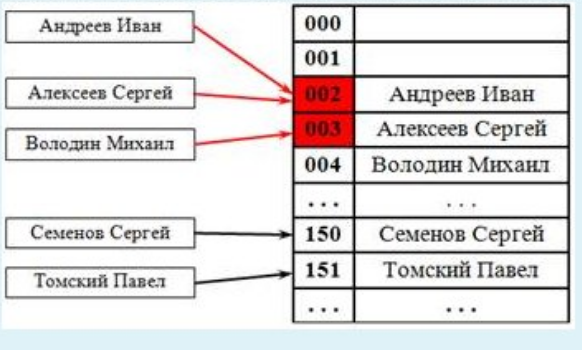 Андреев Иван
Алексеев Сергей
Володин Михаил
Семенов Сергей
Томский Павел
000
001
002 Андреев Иван
003 Алексеев Сергей
004 Володин Михаил
... ...
150 Семенов Сергей
151 Томский Павел
... ...